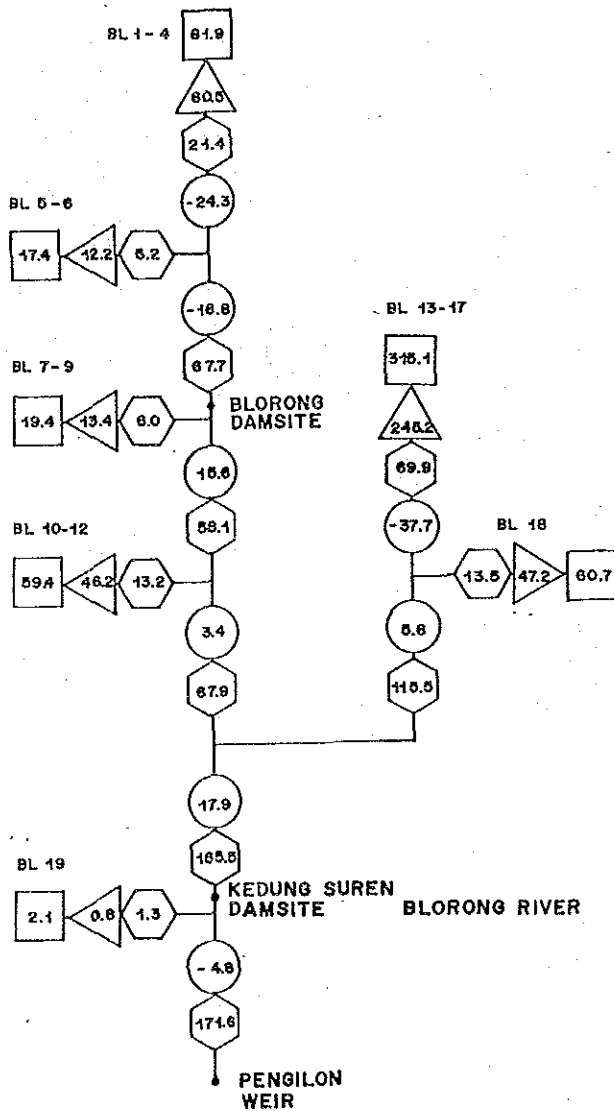 BL 1-4
81.9
60.5
21.4
-24.3
BL 5-6
17.4
12.2
5.2
-16.8
67.7
BL 7-9
BLORONG
DAMSITE
19.4
13.4
6.0
15.6
59.1
BL 10-12
59.4
46.2
13.2
3.4
67.9
BL 13-17
315.1
245.2
69.9
-37.7
BL 18
13.5
47.2
60.7
5.6
115.5
17.9
165.5
KEDUNG SUREN
DAMSITE
BLORONG RIVER
BL 19
2.1
0.8
1.3
-4.8
171.6
PENGILON
WEIR